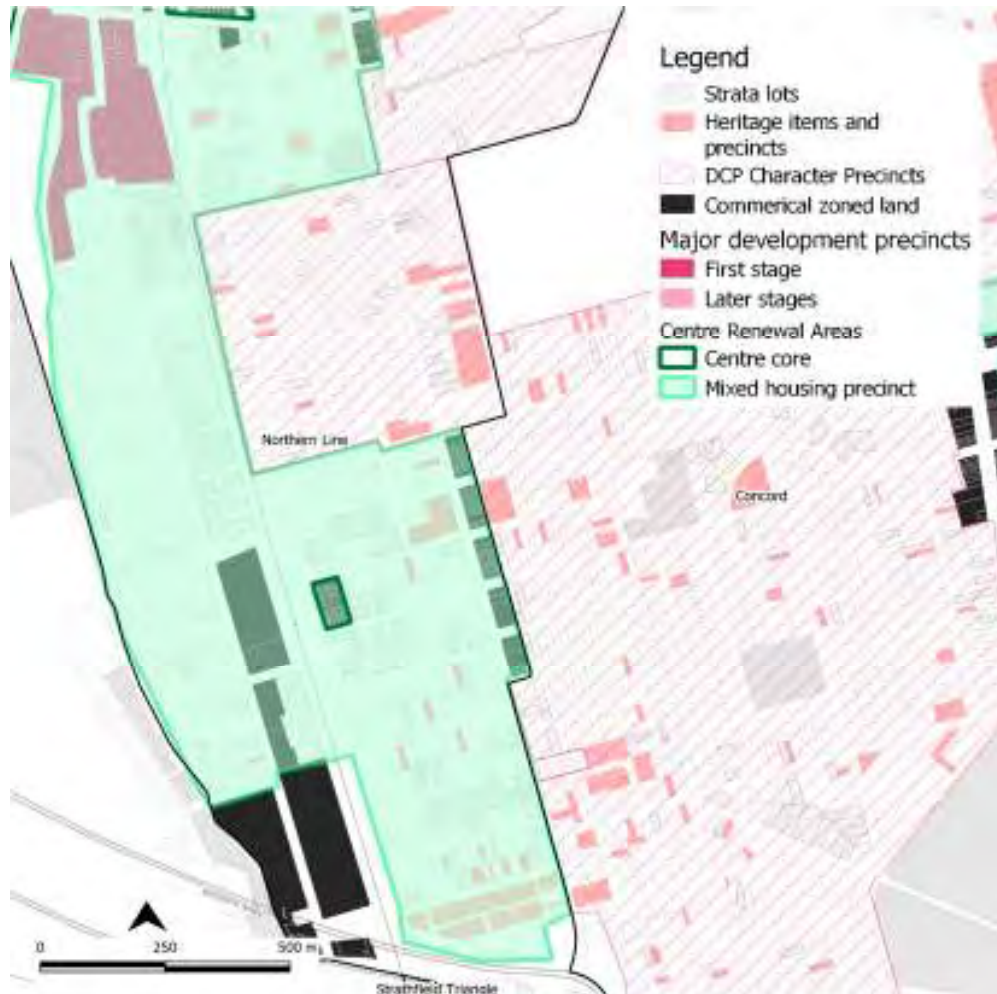 Legend
Strata lots
Heritage items and
precincts
DCP Character Precincts
Commerical zoned land
Major development precincts
First stage
Later stages
Centre Renewal Areas
Centre core
Mixed housing precinct
Northern Line
Concord
0 250 500 m
Strathfield Triangle